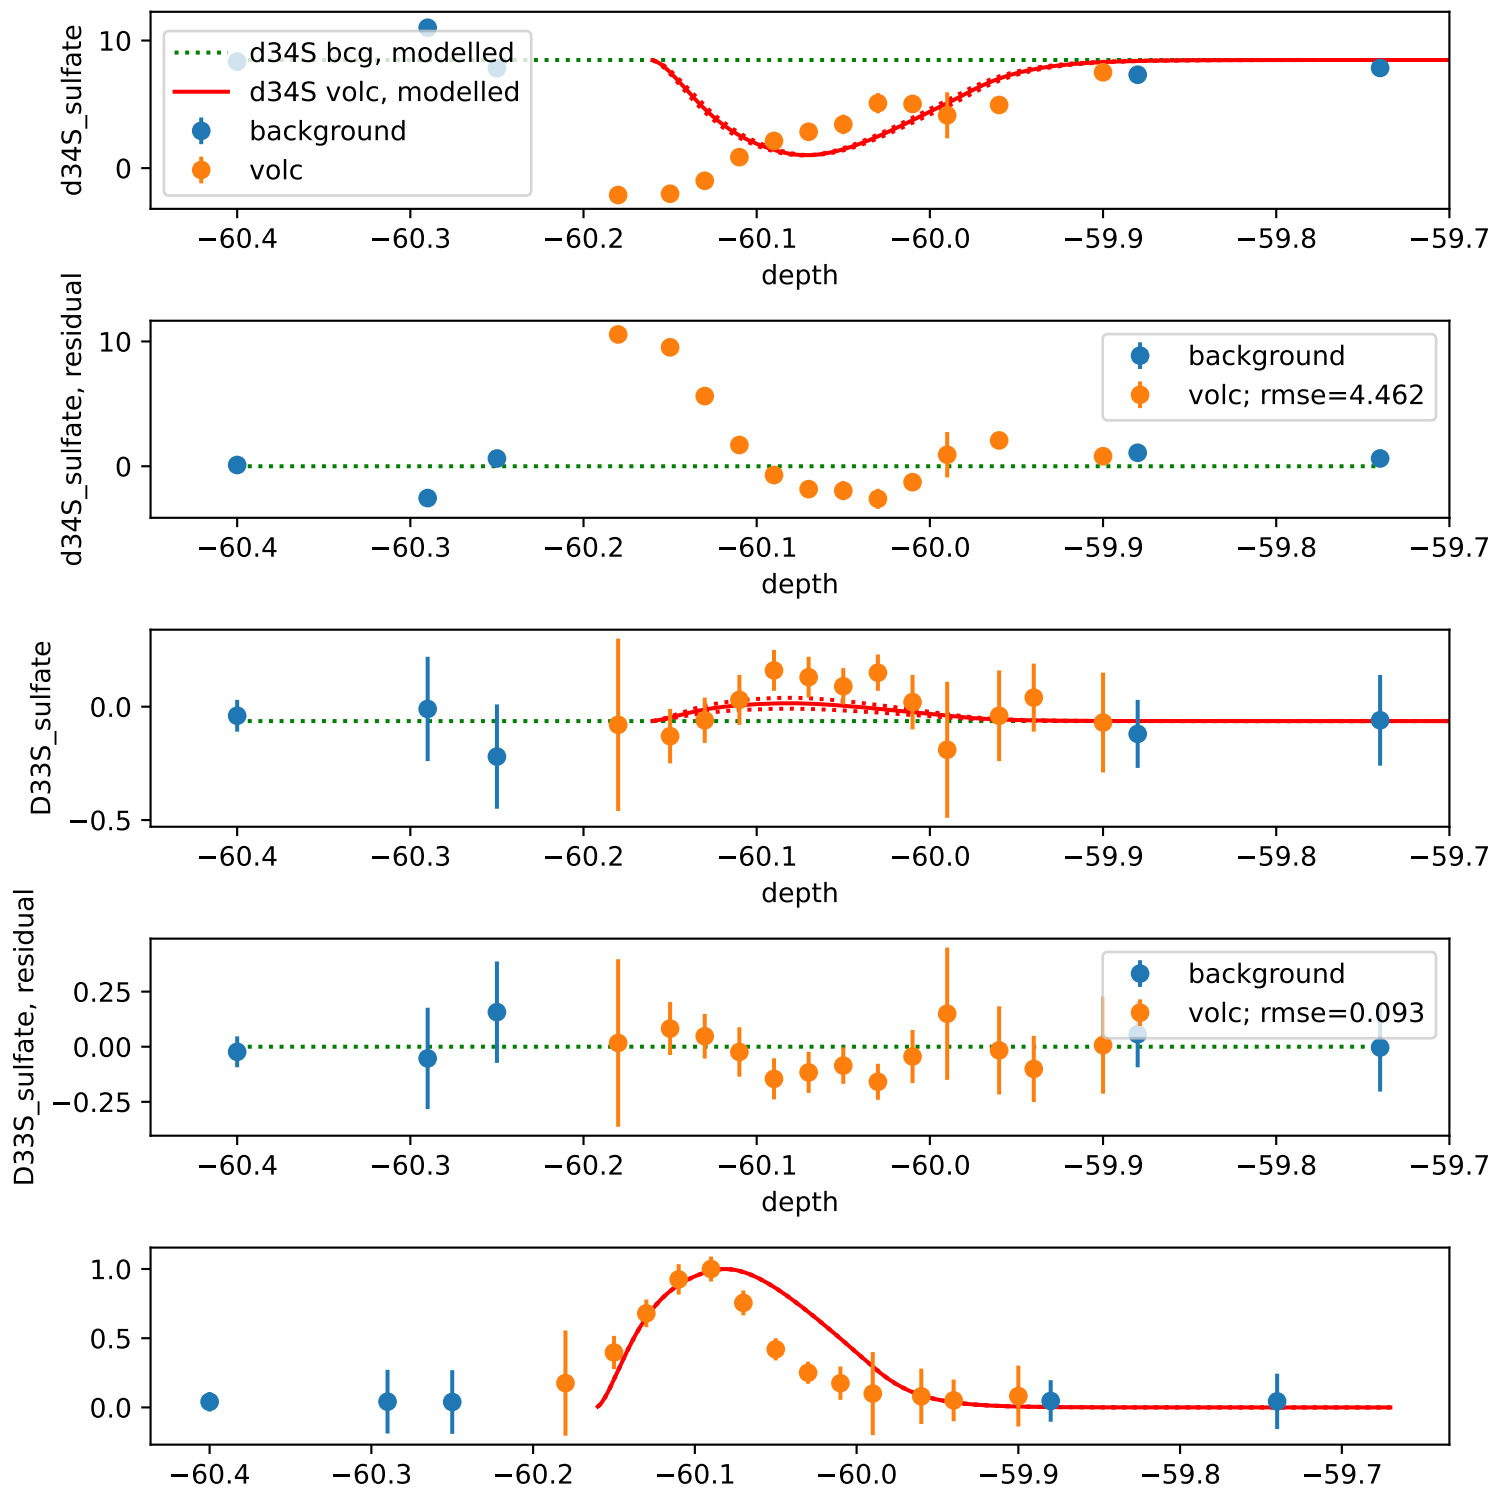 d34S_sulfate
10
0
d34S bcg, modelled
d34S volc, modelled
background
volc
−60.4 −60.3 −60.2 −60.1 −60.0 −59.9 −59.8 −59.7
depth
d34S_sulfate, residual
10
0
background
volc; rmse=4.462
−60.4 −60.3 −60.2 −60.1 −60.0 −59.9 −59.8 −59.7
depth
D33S_sulfate
0.0
−0.5
−60.4 −60.3 −60.2 −60.1 −60.0 −59.9 −59.8 −59.7
depth
D33S_sulfate, residual
0.25
0.00
−0.25
background
volc; rmse=0.093
−60.4 −60.3 −60.2 −60.1 −60.0 −59.9 −59.8 −59.7
depth
1.0
0.5
0.0
−60.4 −60.3 −60.2 −60.1 −60.0 −59.9 −59.8 −59.7